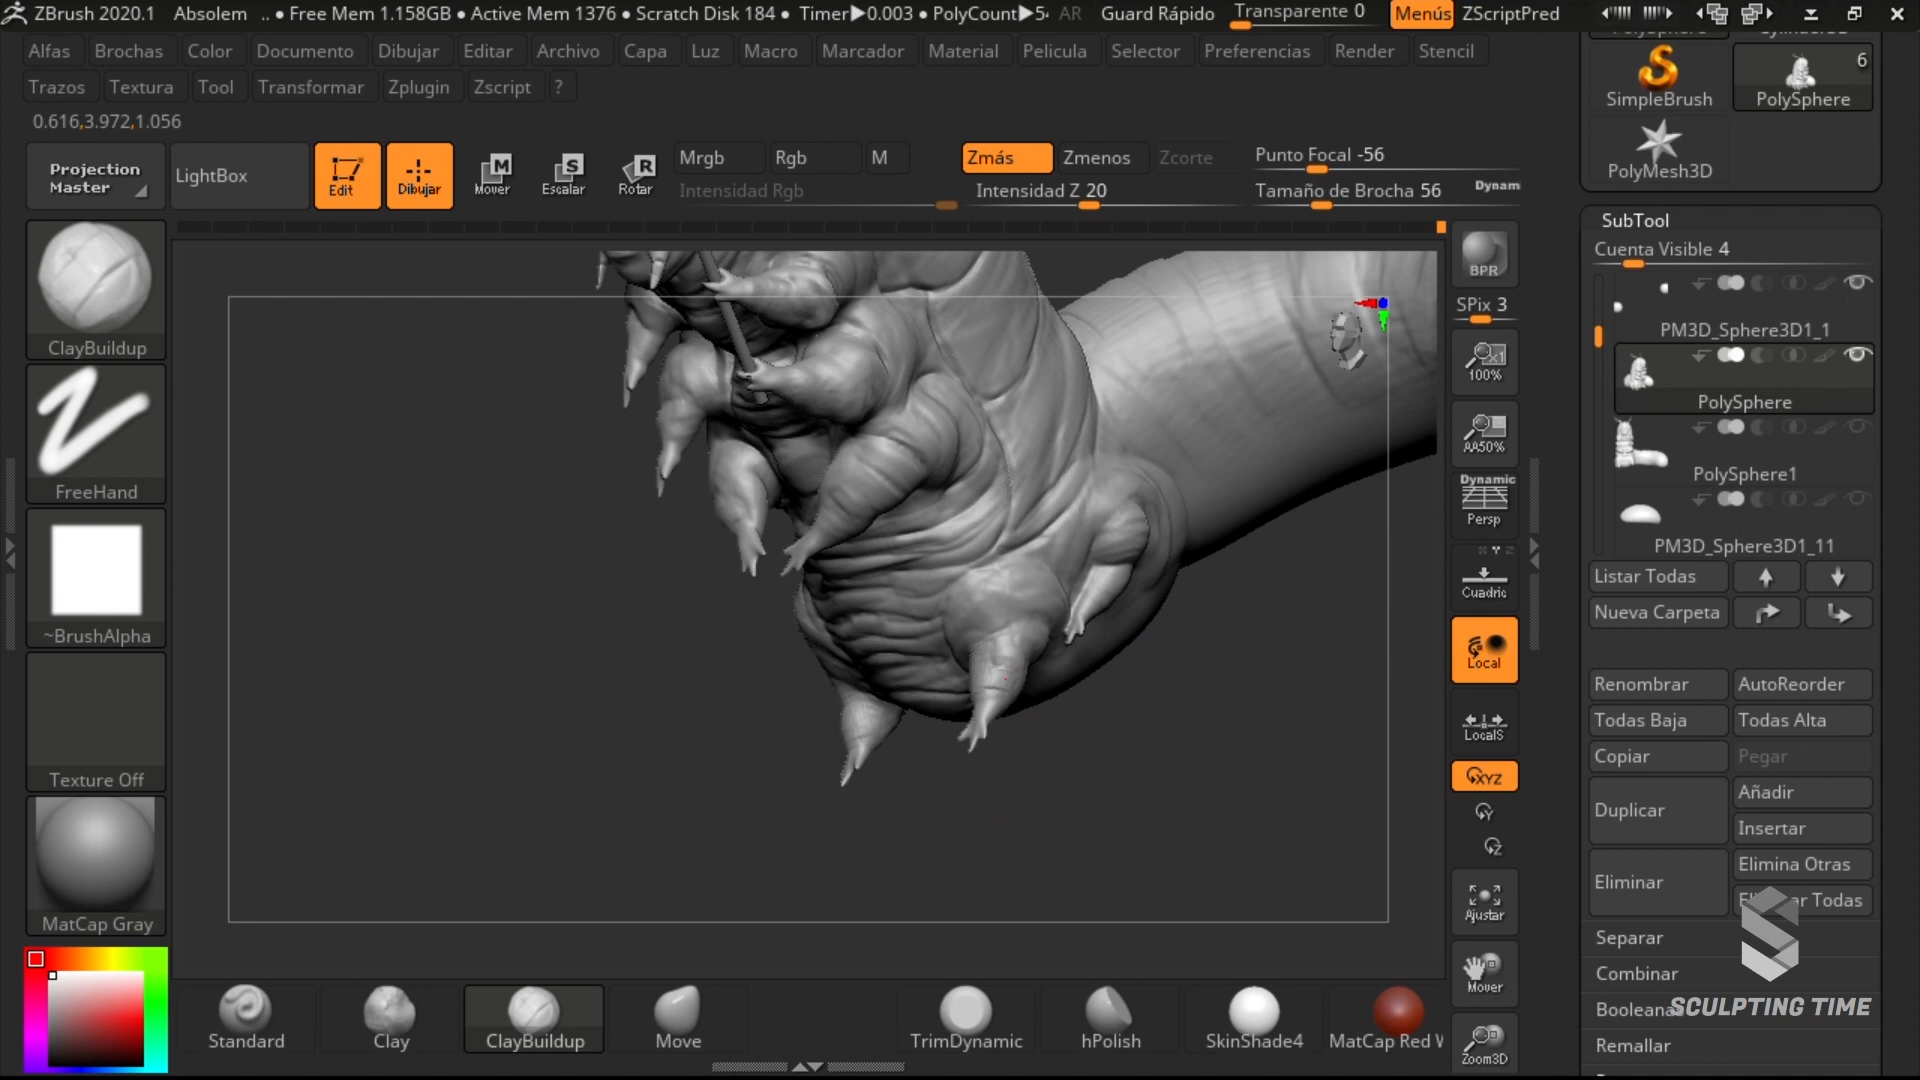 ZBrush 2020.1 Absolem .. • Free Mem 1.158GB • Active Mem 1376 • Scratch Disk 184 • Timer▶0.003 • PolyCount▶5 AR Guard Rápido Transparente 0 Menús ZScriptPred
Alfas Brochas Color Documento Dibujar Editar Archivo Capa Luz Macro Marcador Material Pelicula Selector Preferencias Render Stencil
Trazos Textura Tool Transformar Zplugin Zscript ?
0.616,3.972,1.056
Projection Master
LightBox
Edit
Dibujar
Mover
Escalar
Rotar
Mrgb Rgb M
Intensidad Rgb
Zmás Zmenos Zcorte
Intensidad Z 20
Punto Focal -56
Tamaño de Brocha 56
Dynam
ClayBuildup
FreeHand
~BrushAlpha
Texture Off
MatCap Gray
BPR
SPix 3
100%
AA50%
Dynamic
Persp
Cuadric
Local
LocalS
XYZ
Y
Z
Ajustar
Mover
Zoom3D
SimpleBrush
6
PolySphere
PolyMesh3D
SubTool
Cuenta Visible 4
PM3D_Sphere3D1_1
PolySphere
PolySphere1
PM3D_Sphere3D1_11
Listar Todas
Nueva Carpeta
Renombrar AutoReorder
Todas Baja Todas Alta
Copiar Pegar
Duplicar
Añadir
Insertar
Eliminar
Elimina Otras
Todas
Separar
Combinar
Booleana
SCULPTING TIME
Remallar
Standard Clay ClayBuildup Move TrimDynamic hPolish SkinShade4 MatCap Red W